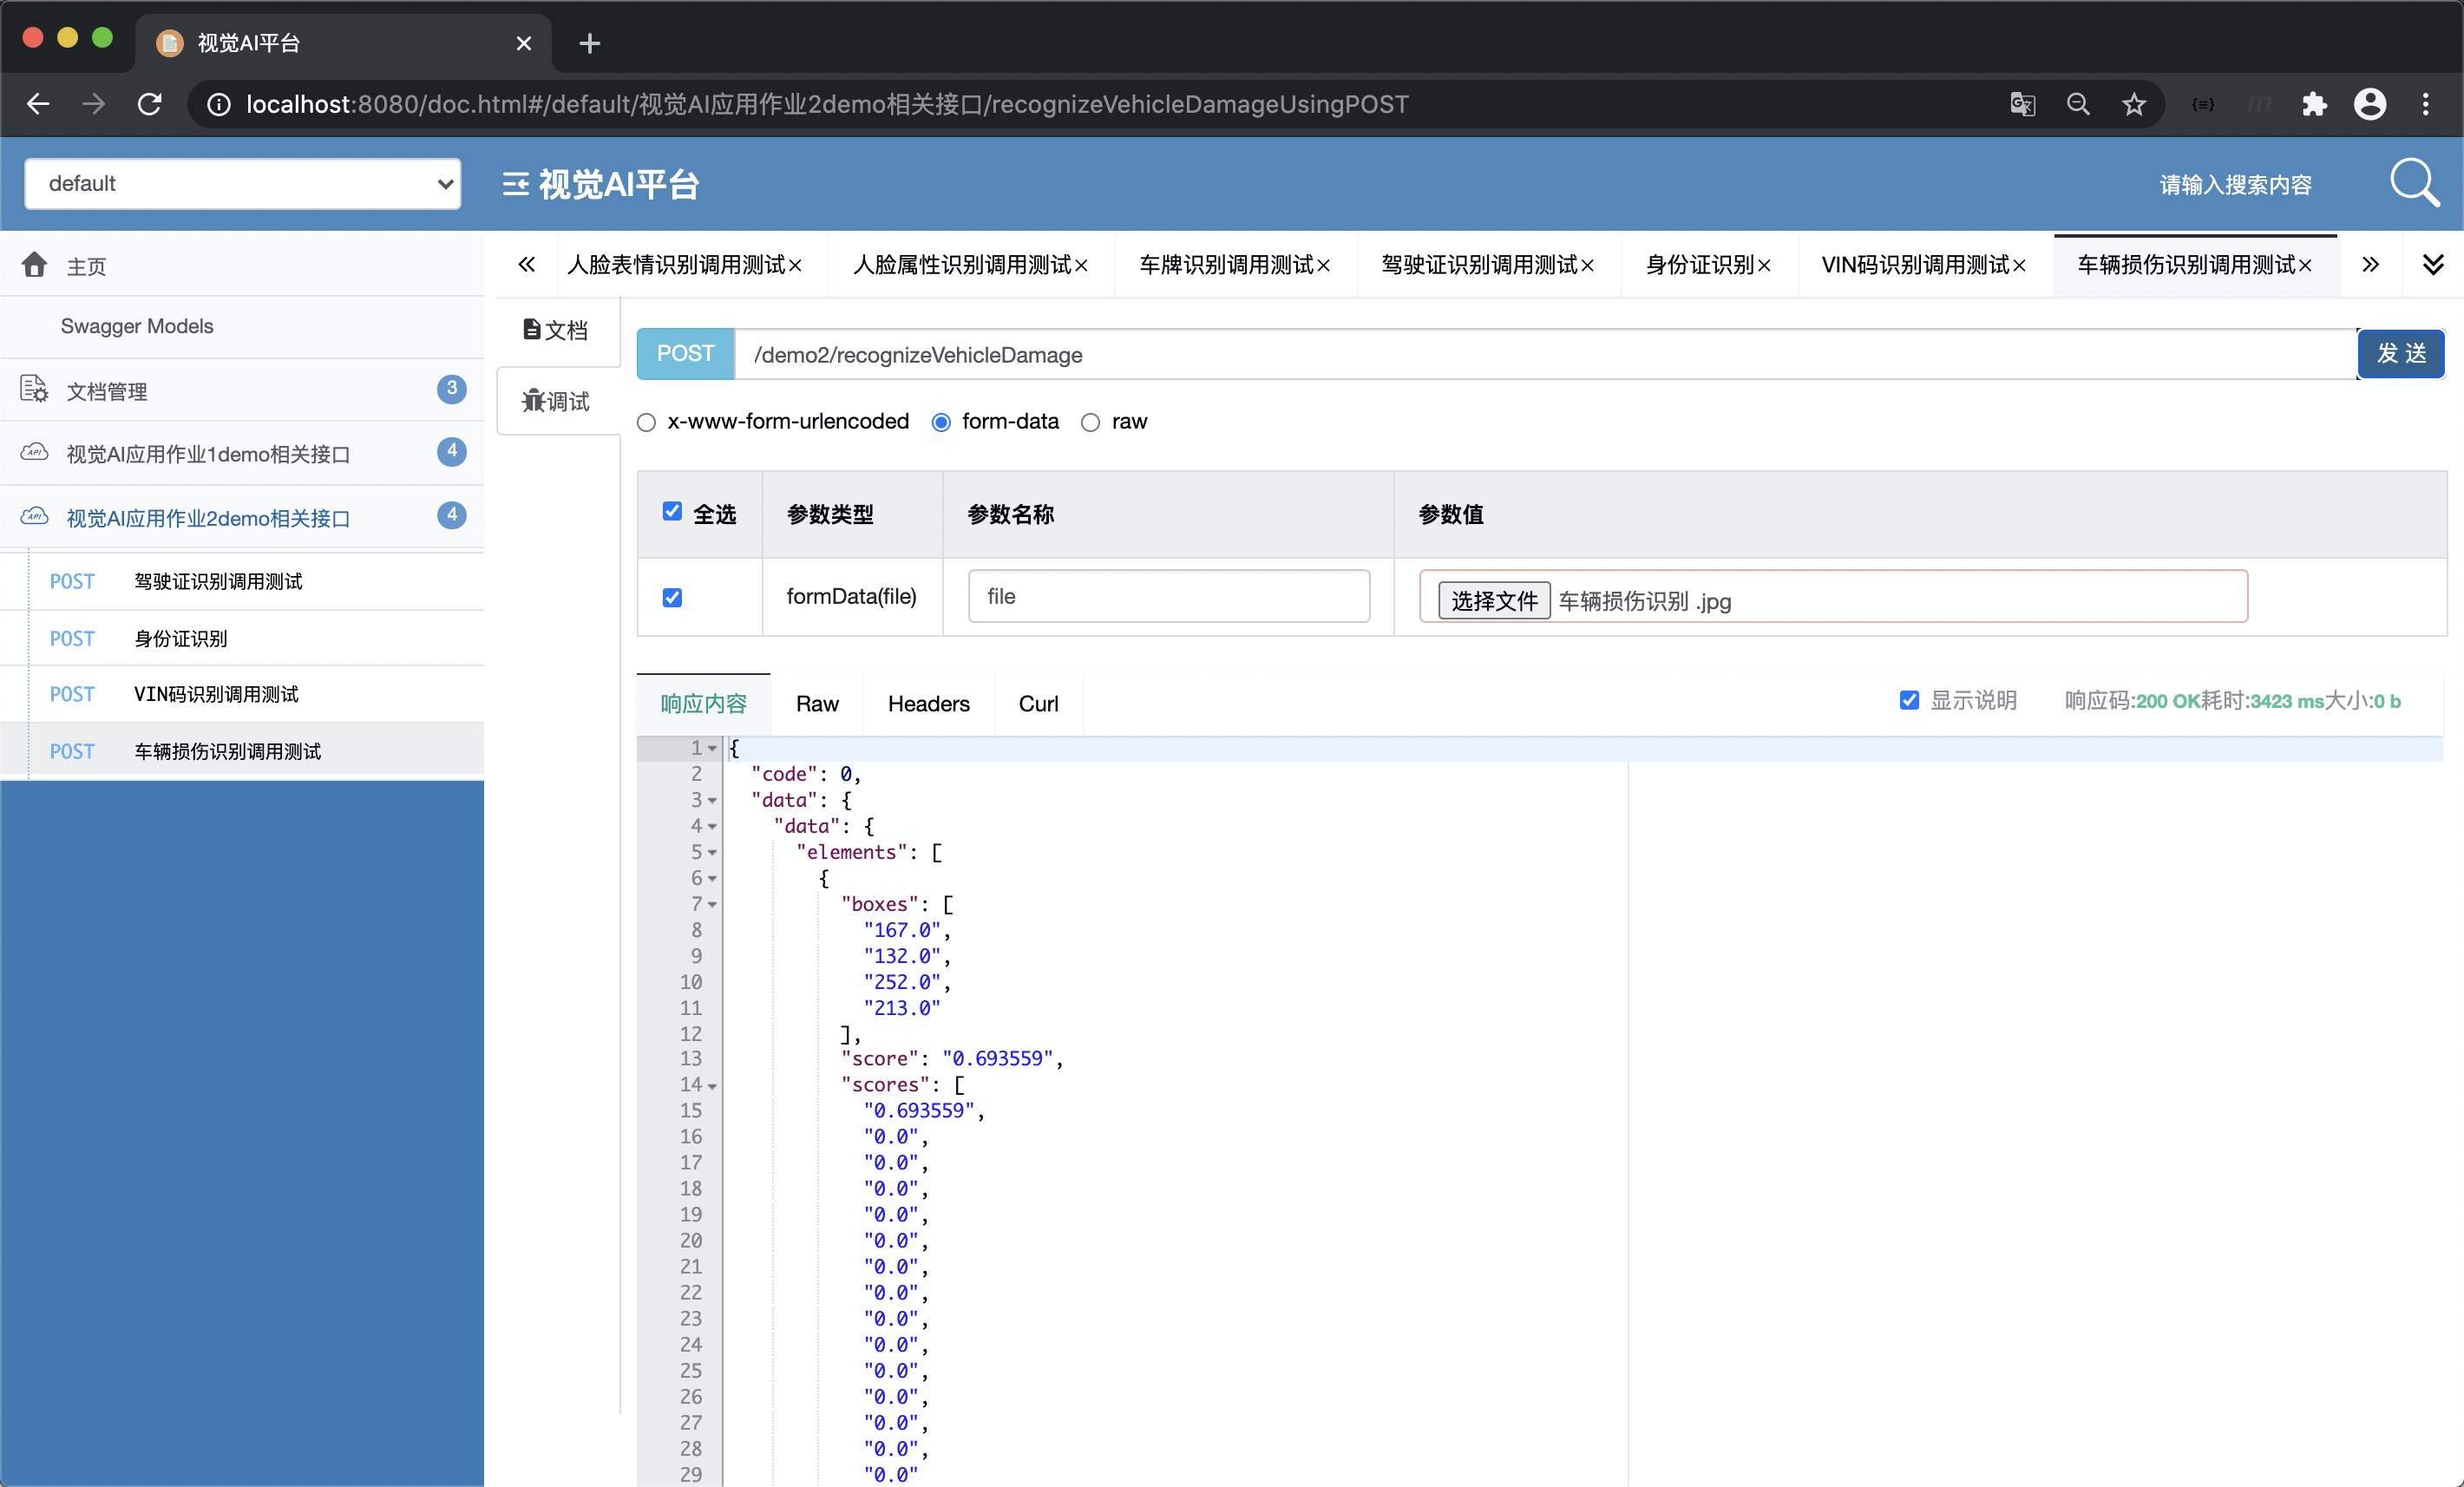 视觉AI平台
localhost:8080/doc.html#/default/视觉AI应用作业2demo相关接口/recognizeVehicleDamageUsingPOST
default
视觉AI平台
请输入搜索内容
主页
Swagger Models
文档管理 3
视觉AI应用作业1demo相关接口 4
视觉AI应用作业2demo相关接口 4
POST 驾驶证识别调用测试
POST 身份证识别
POST VIN码识别调用测试
POST 车辆损伤识别调用测试
人脸表情识别调用测试× 人脸属性识别调用测试× 车牌识别调用测试× 驾驶证识别调用测试× 身份证识别× VIN码识别调用测试× 车辆损伤识别调用测试×
文档
调试
POST /demo2/recognizeVehicleDamage 发 送
x-www-form-urlencoded form-data raw
全选 参数类型 参数名称 参数值
formData(file) file 选择文件 车辆损伤识别 .jpg
响应内容 Raw Headers Curl 显示说明 响应码:200 OK耗时:3423 ms大小:0 b
1 {
2 "code": 0,
3 "data": {
4 "data": {
5 "elements": [
6 {
7 "boxes": [
8 "167.0",
9 "132.0",
10 "252.0",
11 "213.0"
12 ],
13 "score": "0.693559",
14 "scores": [
15 "0.693559",
16 "0.0",
17 "0.0",
18 "0.0",
19 "0.0",
20 "0.0",
21 "0.0",
22 "0.0",
23 "0.0",
24 "0.0",
25 "0.0",
26 "0.0",
27 "0.0",
28 "0.0",
29 "0.0"